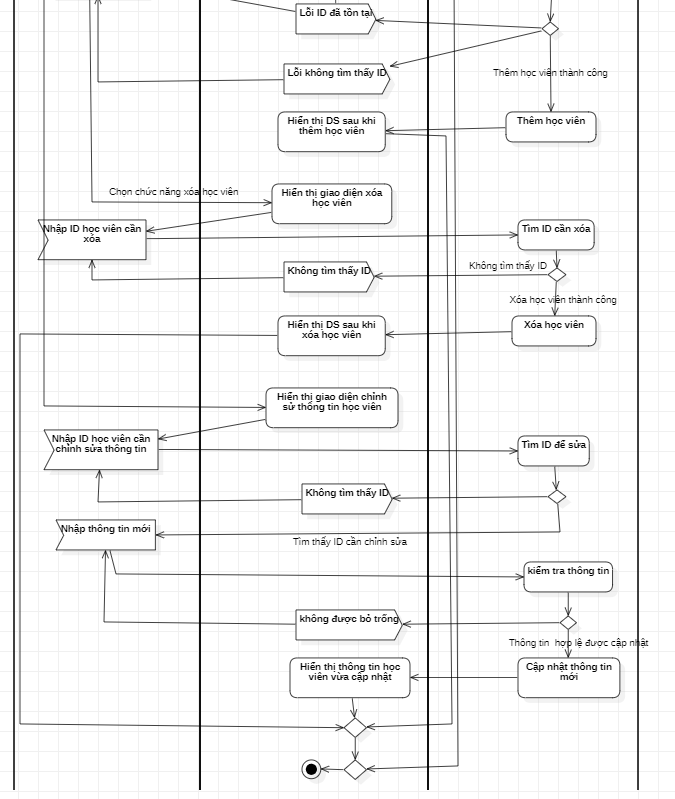 Lỗi ID đã tồn tại
Lỗi không tìm thấy ID
Thêm học viên thành công
Hiển thị DS sau khi
thêm học viên
Thêm học viên
Chọn chức năng xóa học viên
Hiển thị giao diện xóa
học viên
Nhập ID học viên cần
xóa
Tìm ID cần xóa
Không tìm thấy ID
Không tìm thấy ID
Xóa học viên thành công
Hiển thị DS sau khi
xóa học viên
Xóa học viên
Hiển thị giao diện chỉnh
sử thông tin học viên
Nhập ID học viên cần
chỉnh sửa thông tin
Tìm ID để sửa
Không tìm thấy ID
Nhập thông tin mới
Tìm thấy ID cần chỉnh sửa
kiểm tra thông tin
không được bỏ trống
Thông tin hợp lệ được cập nhật
Hiển thị thông tin học
viên vừa cập nhật
Cập nhật thông tin
mới